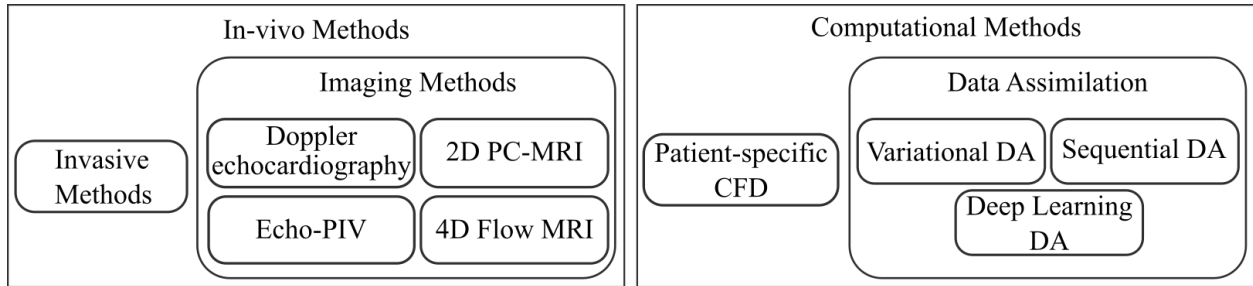 In-vivo Methods
Imaging Methods
Invasive
Methods
Doppler
echocardiography
2D PC-MRI
Echo-PIV
4D Flow MRI
Computational Methods
Data Assimilation
Patient-specific
CFD
Variational DA
Sequential DA
Deep Learning
DA